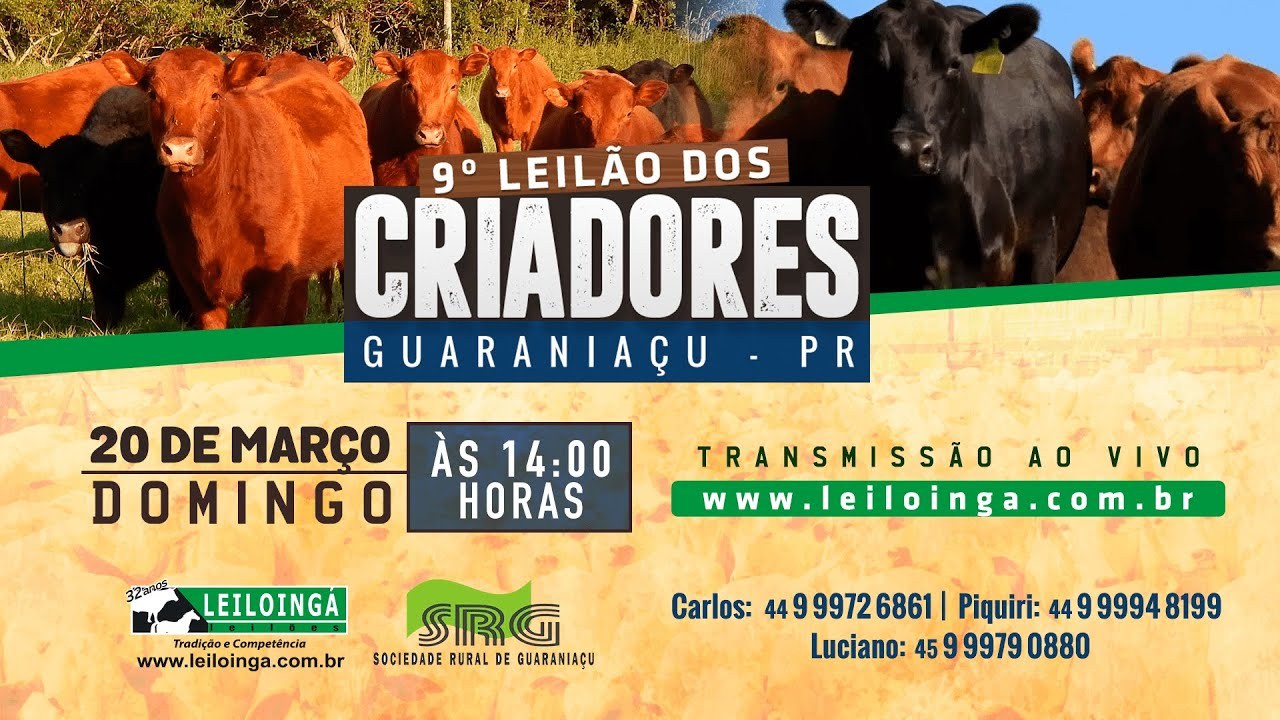 9º LEILÃO DOS
CRIADORES
GUARANIAÇU - PR
20 DE MARÇO
DOMINGO
ÀS 14:00
HORAS
TRANSMISSÃO AO VIVO
www.leiloinga.com.br
32 anos
LEILOINGÁ
leilões
Tradição e Competência
www.leiloinga.com.br
SRG
SOCIEDADE RURAL DE GUARANIAÇU
Carlos: 44 9 9972 6861 | Piquiri: 44 9 9994 8199
Luciano: 45 9 9979 0880